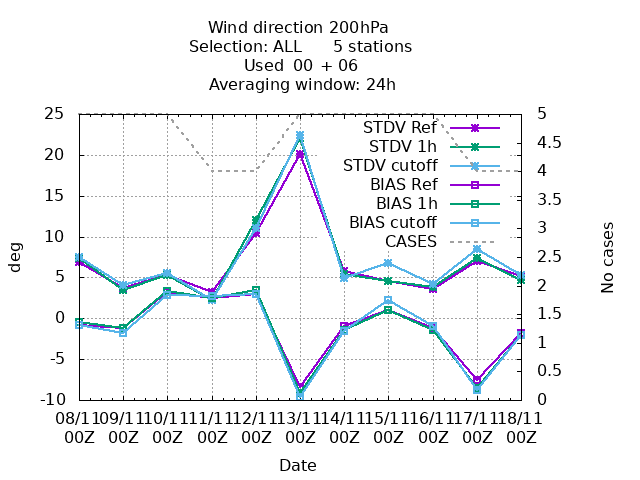 Wind direction 200hPa
Selection: ALL 5 stations
Used 00 + 06
Averaging window: 24h
25
20
15
10
5
0
-5
-10
deg
STDV Ref
STDV 1h
STDV cutoff
BIAS Ref
BIAS 1h
BIAS cutoff
CASES
5
4.5
4
3.5
3
2.5
2
1.5
1
0.5
0
No cases
08/11 09/11 10/11 11/11 12/11 13/11 14/11 15/11 16/11 17/11 18/11
00Z 00Z 00Z 00Z 00Z 00Z 00Z 00Z 00Z 00Z 00Z
Date